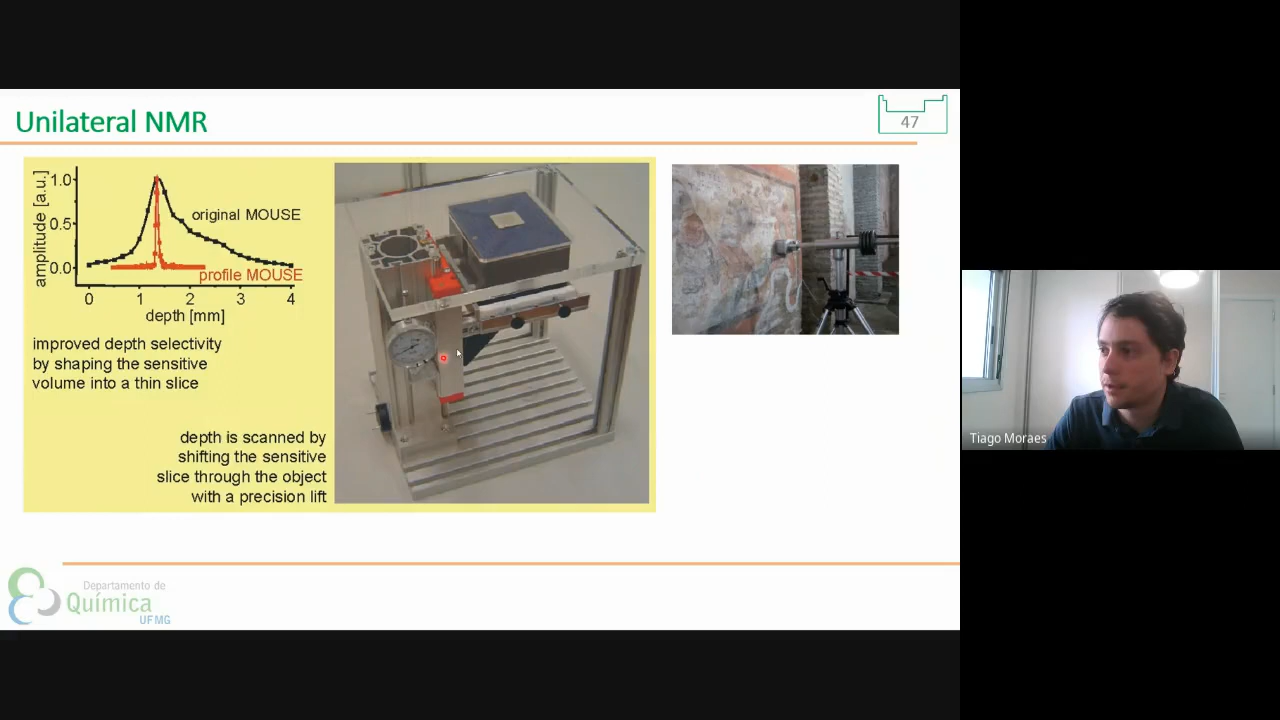 Unilateral NMR
47
amplitude [a.u.]
1.0
0.5
0.0
original MOUSE
profile MOUSE
0 1 2 3 4
depth [mm]
improved depth selectivity
by shaping the sensitive
volume into a thin slice
depth is scanned by
shifting the sensitive
slice through the object
with a precision lift
Departamento de
Química
UFMG
Tiago Moraes